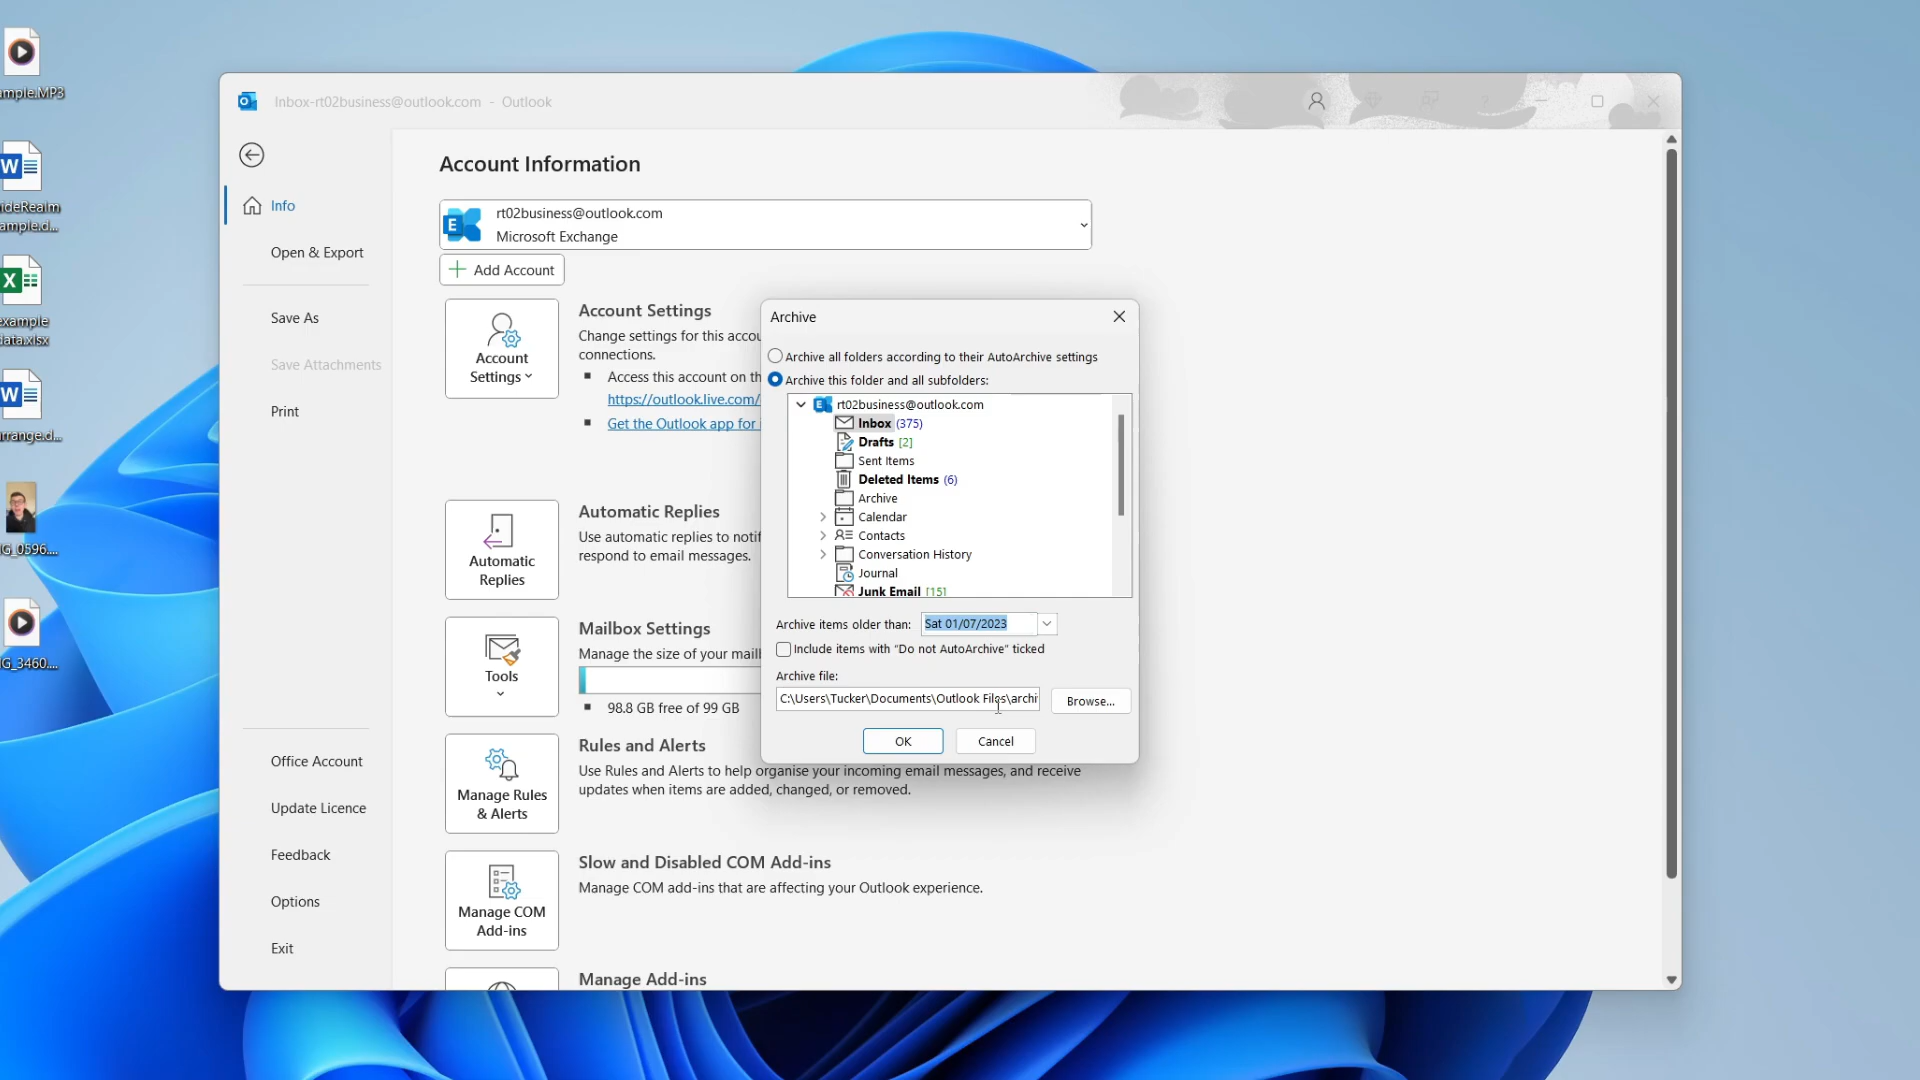 ample.MP3
W
ideRealm
ample.d...
X
example
data.xlsx
W
arrange.d...
G_0596....
G_3460....
Inbox-rt02business@outlook.com - Outlook
Info
Open & Export
Save As
Save Attachments
Print
Office Account
Update Licence
Feedback
Options
Exit
Account Information
E
rt02business@outlook.com
Microsoft Exchange
Add Account
Account
Settings
Account Settings
Change settings for this accou
connections.
Access this account on th
https://outlook.live.com/
Get the Outlook app for
Automatic
Replies
Automatic Replies
Use automatic replies to notif
respond to email messages.
Tools
Mailbox Settings
Manage the size of your mail
98.8 GB free of 99 GB
Manage Rules
& Alerts
Rules and Alerts
Use Rules and Alerts to help organise your incoming email messages, and receive
updates when items are added, changed, or removed.
Manage COM
Add-ins
Slow and Disabled COM Add-ins
Manage COM add-ins that are affecting your Outlook experience.
Manage Add-ins
Archive
Archive all folders according to their AutoArchive settings
Archive this folder and all subfolders:
E rt02business@outlook.com
Inbox (375)
Drafts [2]
Sent Items
Deleted Items (6)
Archive
Calendar
Contacts
Conversation History
Journal
Junk Email [15]
Archive items older than: Sat 01/07/2023
Include items with “Do not AutoArchive” ticked
Archive file:
C:\Users\Tucker\Documents\Outlook Files\archi
Browse...
OK
Cancel